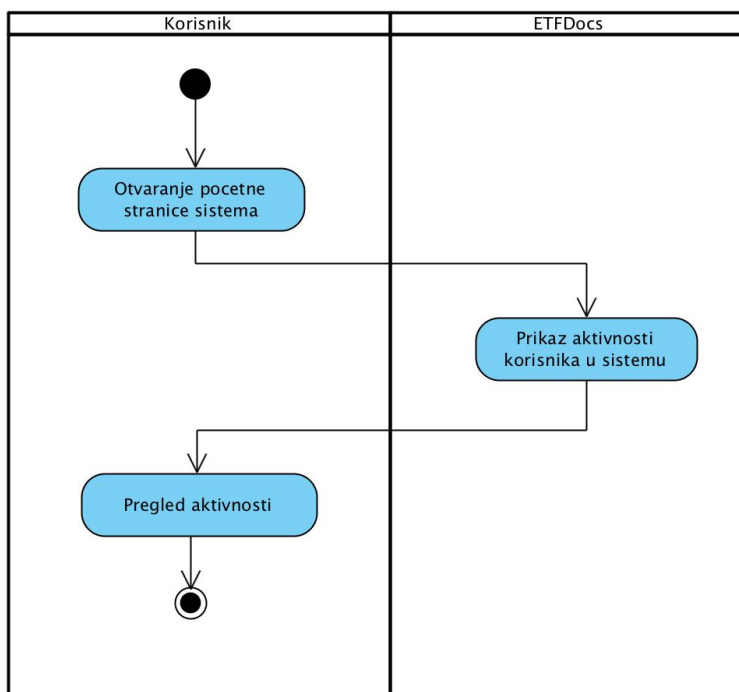 Korisnik
ETFDocs
Otvaranje pocetne
stranice sistema
Prikaz aktivnosti
korisnika u sistemu
Pregled aktivnosti